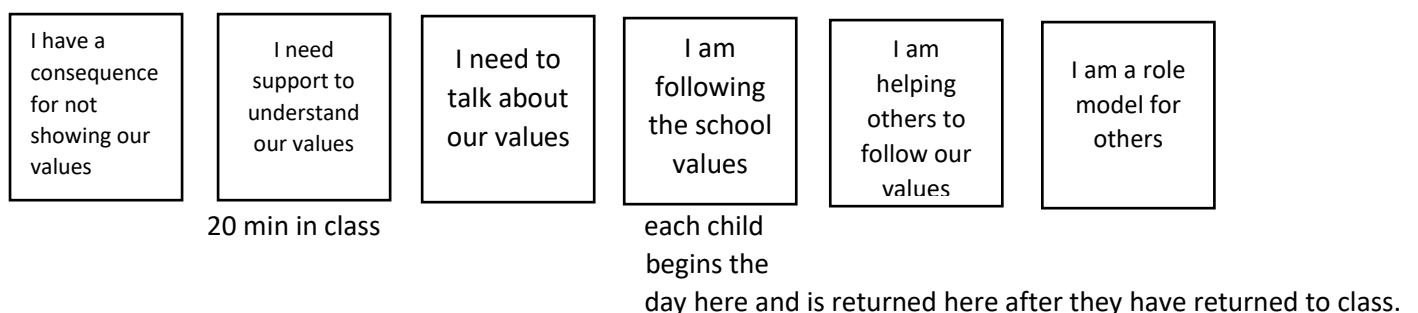 I have a
consequence
for not
showing our
values
I need
support to
understand
our values
I need to
talk about
our values
I am
following
the school
values
I am
helping
others to
follow our
values
I am a role
model for
others
20 min in class
each child
begins the
day here and is returned here after they have returned to class.